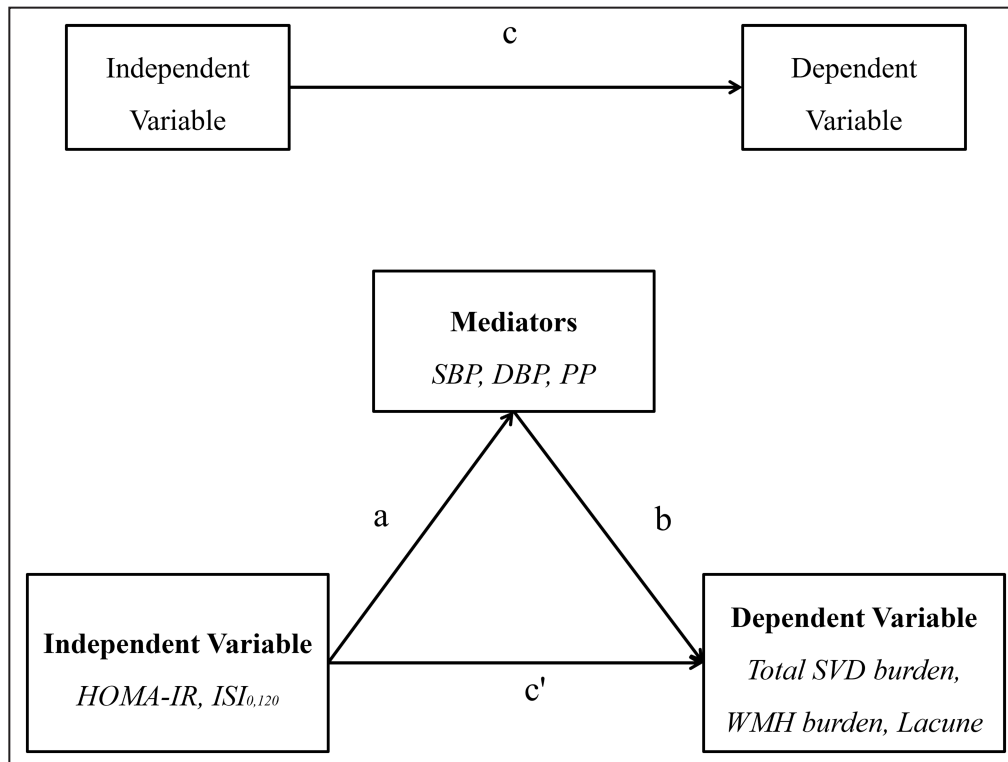 c
Independent
Variable
Dependent
Variable
Mediators
SBP, DBP, PP
a
b
Independent Variable
HOMA-IR, ISI0,120
c'
Dependent Variable
Total SVD burden,
WMH burden, Lacune